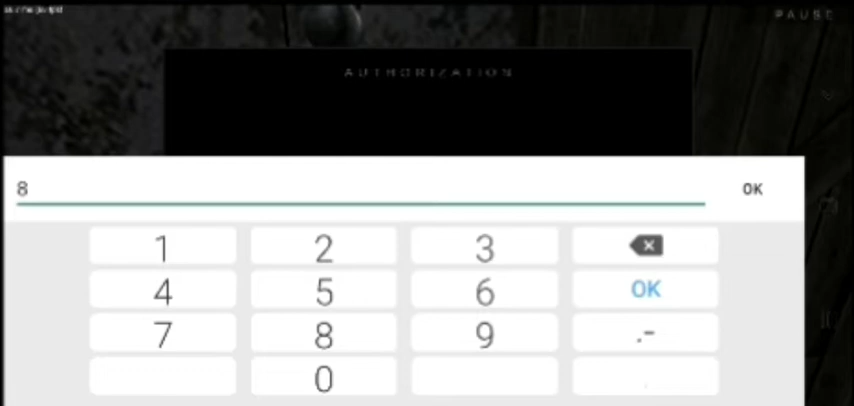 PAUSE
AUTHORIZATION
8
OK
1 2 3
4 5 6 OK
7 8 9 .-
0